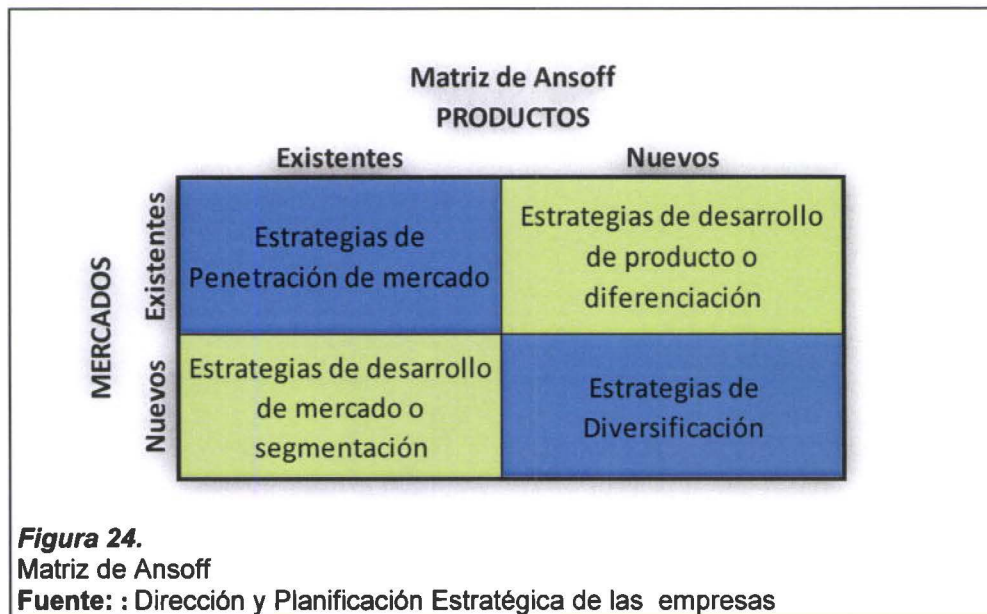 Matriz de Ansoff
PRODUCTOS
Existentes
Nuevos
MERCADOS
Existentes
Estrategias de
Penetración de mercado
Estrategias de desarrollo
de producto o
diferenciación
Nuevos
Estrategias de desarrollo
de mercado o
segmentación
Estrategias de
Diversificación
Figura 24.
Matriz de Ansoff
Fuente: : Dirección y Planificación Estratégica de las empresas